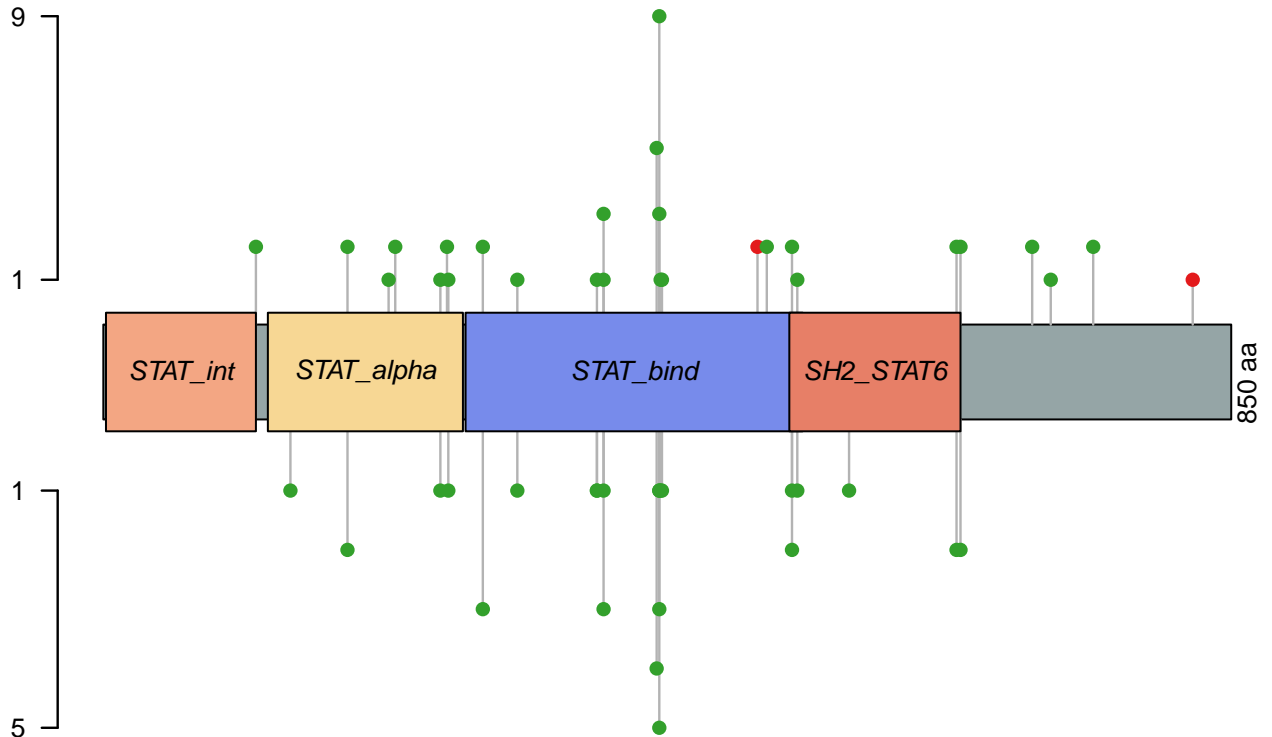 9
1
STAT_int
STAT_alpha
STAT_bind
SH2_STAT6
850 aa
1
5